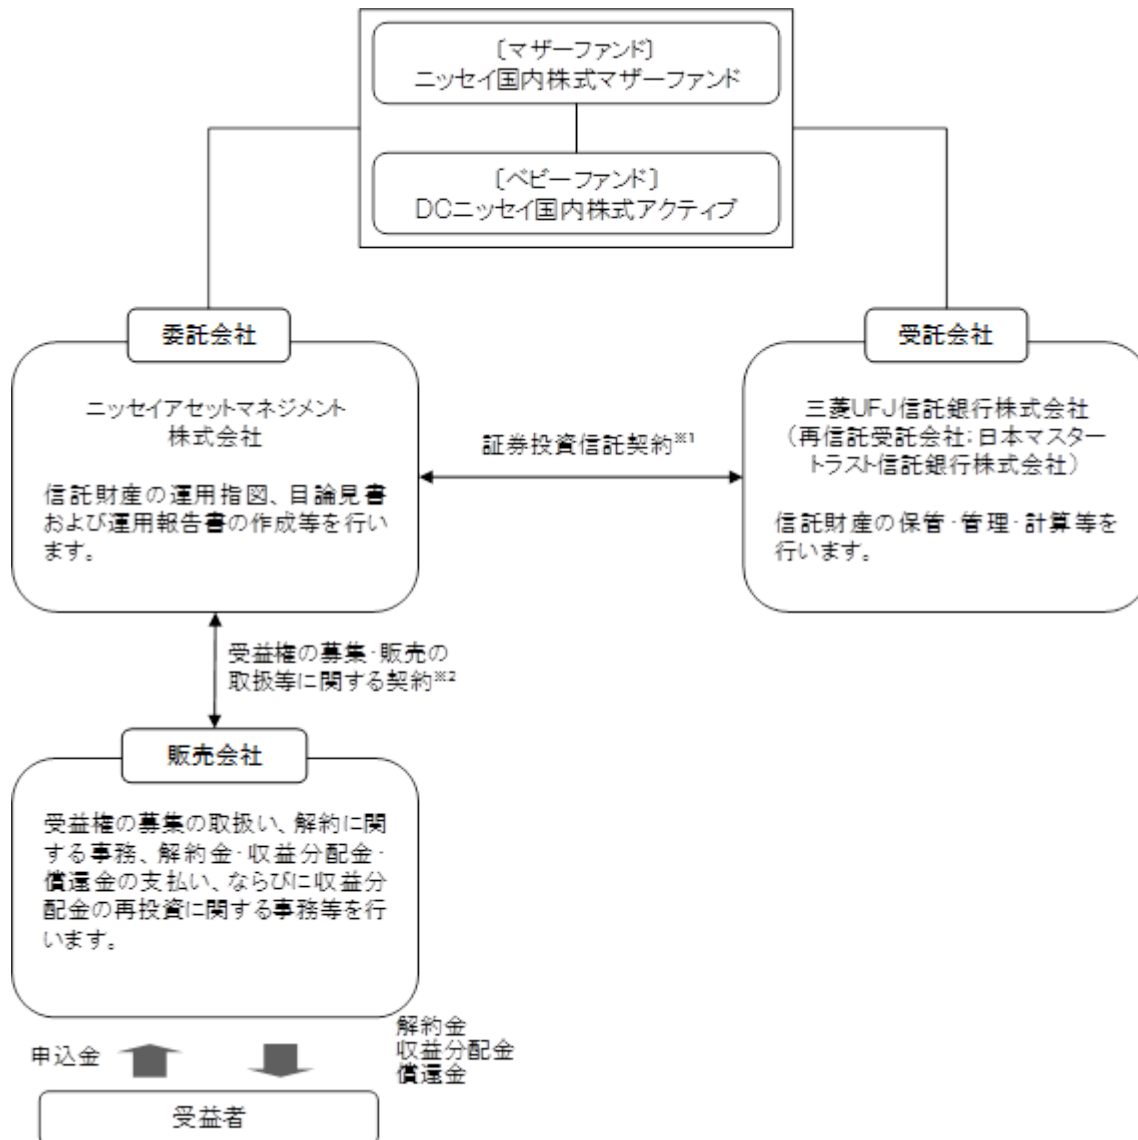 〔マザーファンド〕
ニッセイ国内株式マザーファンド
〔ベビーファンド〕
DCニッセイ国内株式アクティブ
委託会社
ニッセイアセットマネジメント
株式会社
信託財産の運用指図、目論見書
および運用報告書の作成等を行い
ます。
証券投資信託契約※1
受託会社
三菱UFJ信託銀行株式会社
（再信託受託会社：日本マスター
トラスト信託銀行株式会社）
信託財産の保管・管理・計算等を
行います。
受益権の募集・販売の
取扱等に関する契約※2
販売会社
受益権の募集の取扱い、解約に関
する事務、解約金・収益分配金・
償還金の支払い、ならびに収益分
配金の再投資に関する事務等を行
います。
申込金
解約金
収益分配金
償還金
受益者